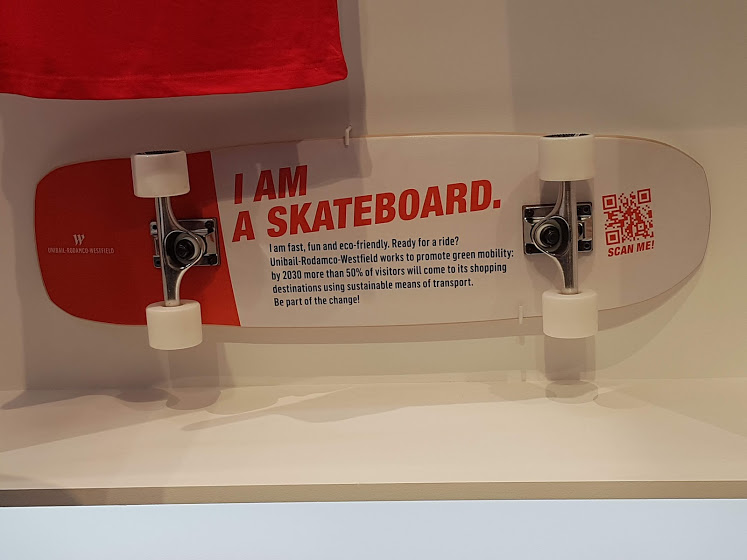 W
UNIBAIL-RODAMCO-WESTFIELD
I AM
A SKATEBOARD.
I am fast, fun and eco-friendly. Ready for a ride?
Unibail-Rodamco-Westfield works to promote green mobility:
by 2030 more than 50% of visitors will come to its shopping
destinations using sustainable means of transport.
Be part of the change!
SCAN ME!